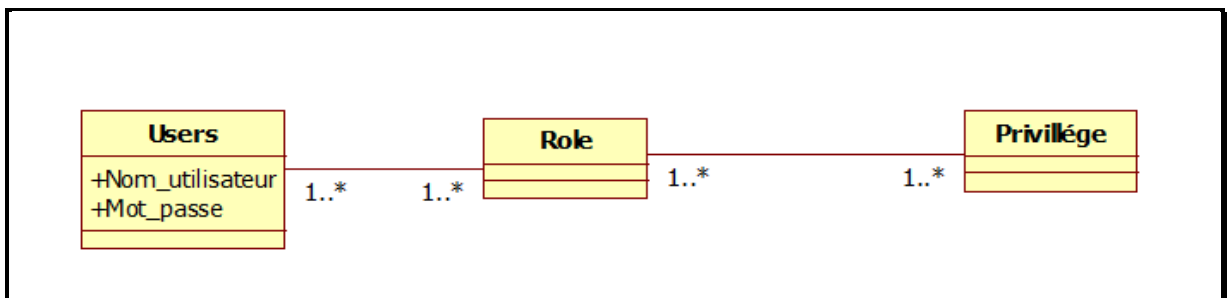 Users
+Nom_utilisateur
+Mot_passe
1..*
1..*
Role
1..*
1..*
Privillége